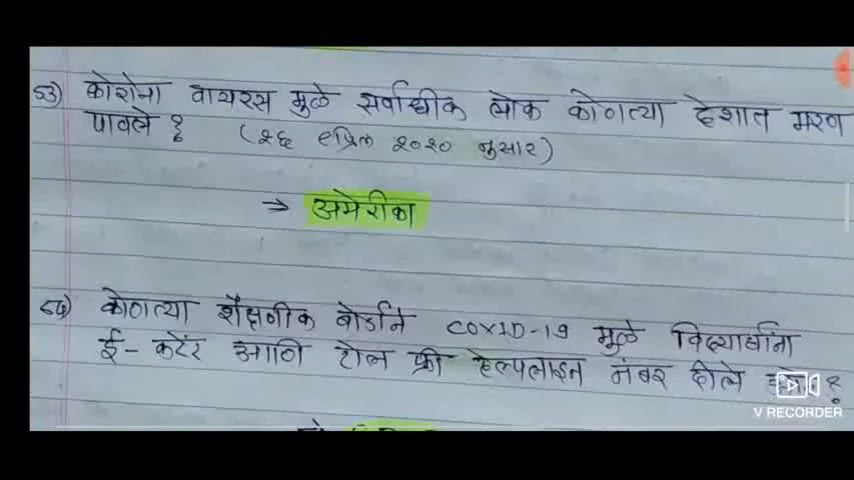 ५३) कोरोना वायरस मुळे सर्वाधीक लोक कोणत्या देशात मरण
पावले ? (२६ एप्रिल २०२० नुसार)
→ अमेरीका
५४) कोणत्या शैक्षणीक बोर्डाने COVID-19 मुळे विद्यार्थ्यांना
ई-कंटेंर आणि टोल फ्री हेल्पलाइन नंबर दीले ?
V RECORDER